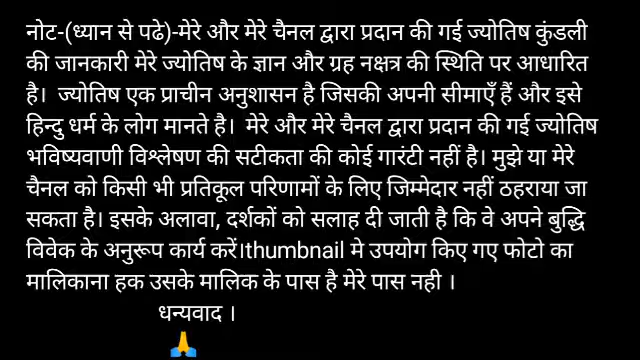 नोट-(ध्यान से पढे)-मेरे और मेरे चैनल द्वारा प्रदान की गई ज्योतिष कुंडली
की जानकारी मेरे ज्योतिष के ज्ञान और ग्रह नक्षत्र की स्थिति पर आधारित
है। ज्योतिष एक प्राचीन अनुशासन है जिसकी अपनी सीमाएँ हैं और इसे
हिन्दु धर्म के लोग मानते है। मेरे और मेरे चैनल द्वारा प्रदान की गई ज्योतिष
भविष्यवाणी विश्लेषण की सटीकता की कोई गारंटी नहीं है। मुझे या मेरे
चैनल को किसी भी प्रतिकूल परिणामों के लिए जिम्मेदार नहीं ठहराया जा
सकता है। इसके अलावा, दर्शकों को सलाह दी जाती है कि वे अपने बुद्धि
विवेक के अनुरूप कार्य करें।thumbnail मे उपयोग किए गए फोटो का
मालिकाना हक उसके मालिक के पास है मेरे पास नही ।
धन्यवाद ।
🙏